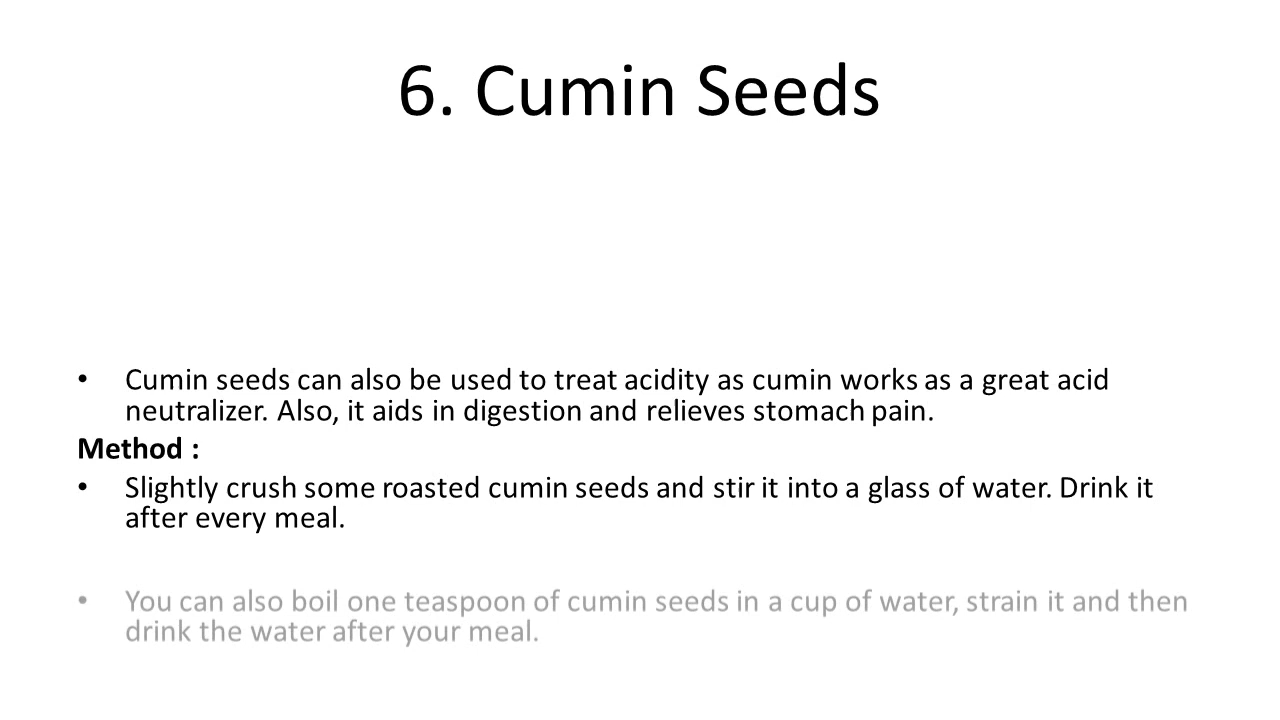 6. Cumin Seeds
• Cumin seeds can also be used to treat acidity as cumin works as a great acid
neutralizer. Also, it aids in digestion and relieves stomach pain.
Method :
• Slightly crush some roasted cumin seeds and stir it into a glass of water. Drink it
after every meal.
• You can also boil one teaspoon of cumin seeds in a cup of water, strain it and then
drink the water after your meal.